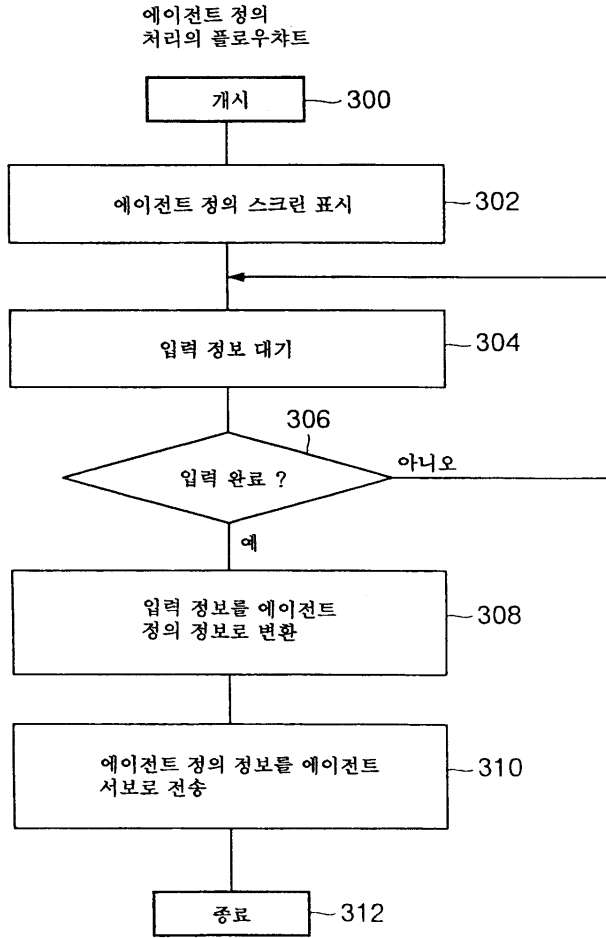 에이전트 정의
처리의 플로우챠트
개시
300
에이전트 정의 스크린 표시
302
입력 정보 대기
304
306
입력 완료 ?
아니오
예
입력 정보를 에이전트
정의 정보로 변환
308
에이전트 정의 정보를 에이전트
서보로 전송
310
종료
312